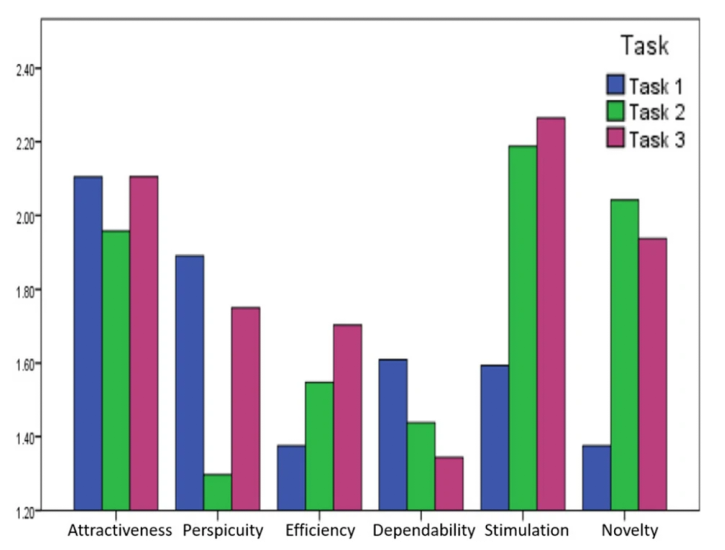 Task
Task 1
Task 2
Task 3
2.40
2.20
2.00
1.80
1.60
1.40
1.20
Attractiveness Perspicuity Efficiency Dependability Stimulation Novelty